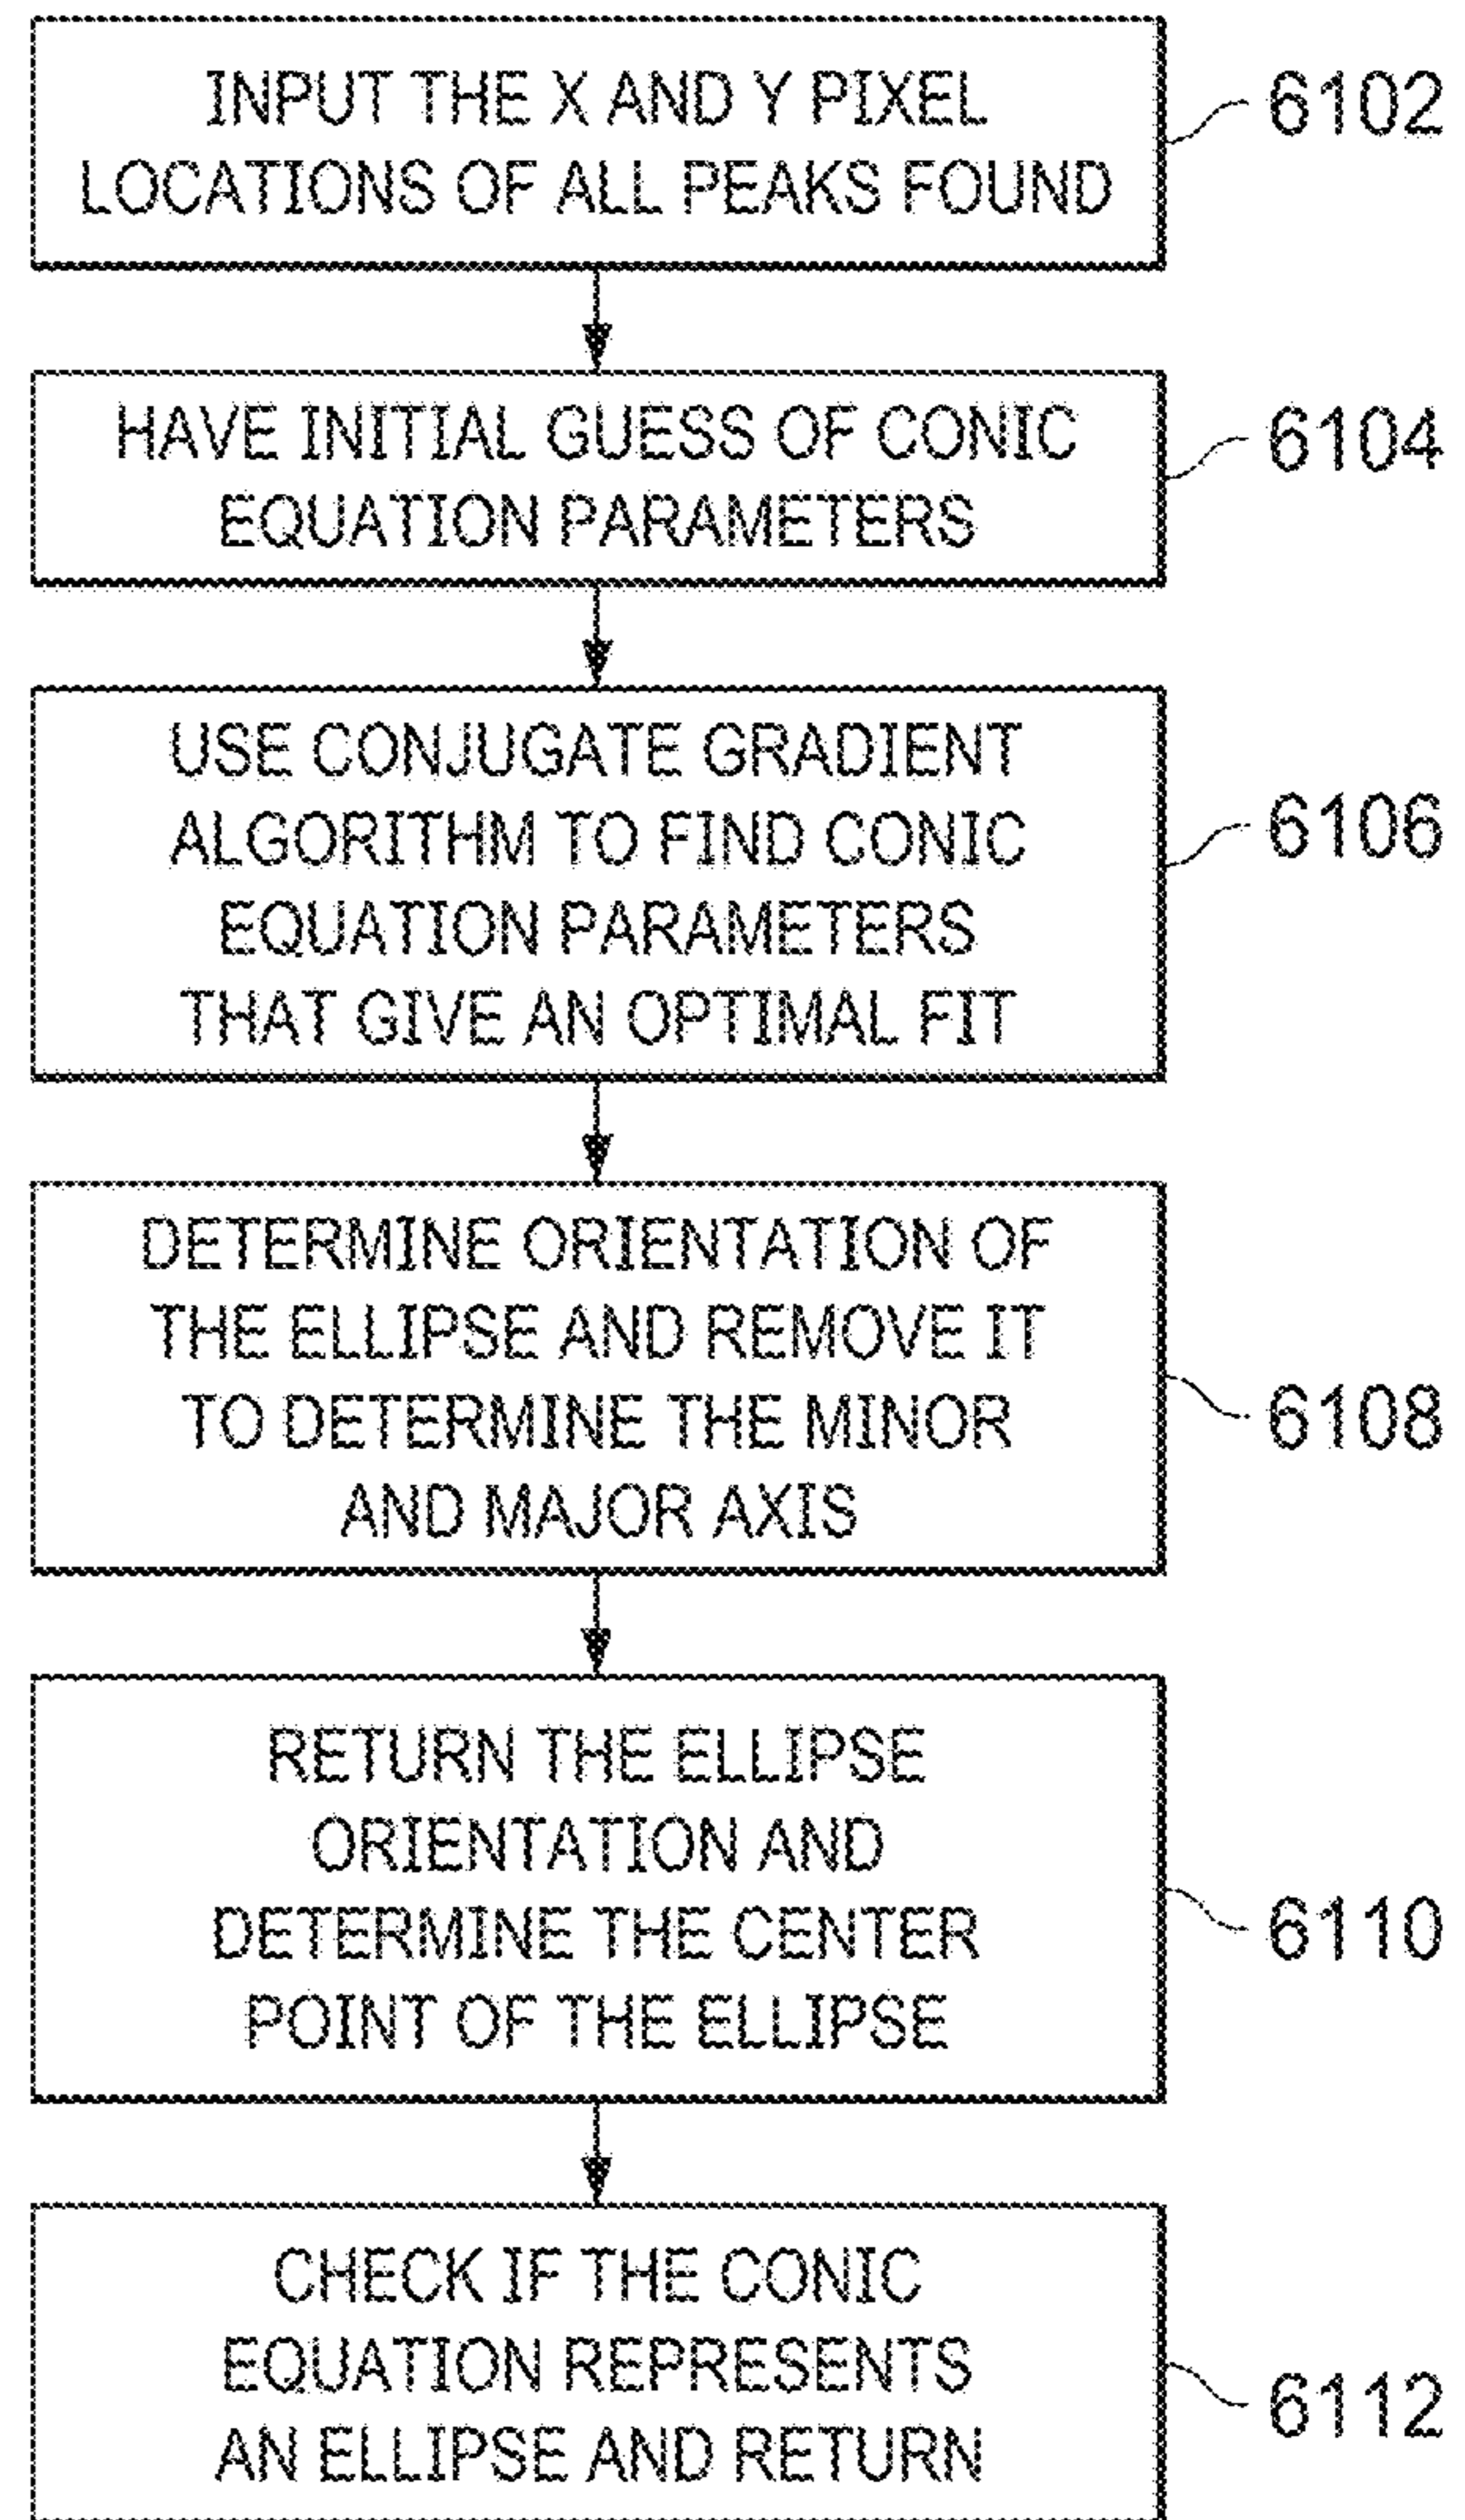 INPUT THE X AND Y PIXEL
LOCATIONS OF ALL PEAKS FOUND
6102
HAVE INITIAL GUESS OF CONIC
EQUATION PARAMETERS
6104
USE CONJUGATE GRADIENT
ALGORITHM TO FIND CONIC
EQUATION PARAMETERS
THAT GIVE AN OPTIMAL FIT
6106
DETERMINE ORIENTATION OF
THE ELLIPSE AND REMOVE IT
TO DETERMINE THE MINOR
AND MAJOR AXIS
6108
RETURN THE ELLIPSE
ORIENTATION AND
DETERMINE THE CENTER
POINT OF THE ELLIPSE
6110
CHECK IF THE CONIC
EQUATION REPRESENTS
AN ELLIPSE AND RETURN
6112